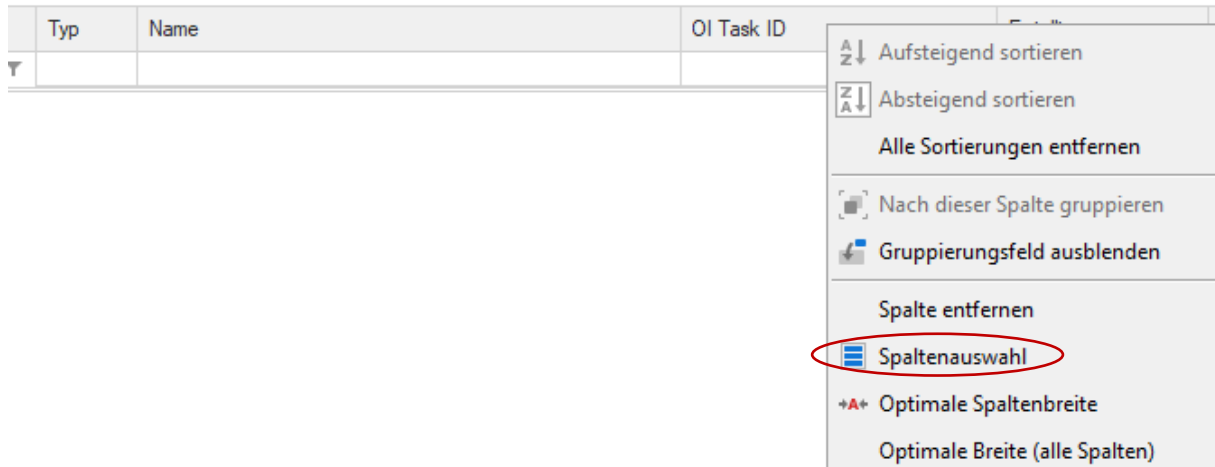 Typ Name OI Task ID
Aufsteigend sortieren
Absteigend sortieren
Alle Sortierungen entfernen
Nach dieser Spalte gruppieren
Gruppierungsfeld ausblenden
Spalte entfernen
Spaltenauswahl
Optimale Spaltenbreite
Optimale Breite (alle Spalten)